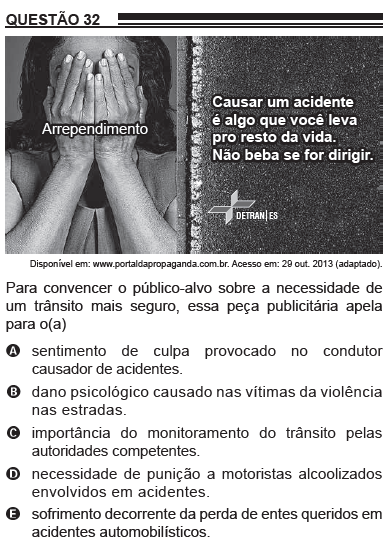 QUESTÃO 32
Arrependimento
Causar um acidente
é algo que você leva
pro resto da vida.
Não beba se for dirigir.
DETRAN|ES
Disponível em: www.portaldapropaganda.com.br. Acesso em: 29 out. 2013 (adaptado).
Para convencer o público-alvo sobre a necessidade de
um trânsito mais seguro, essa peça publicitária apela
para o(a)
A sentimento de culpa provocado no condutor
causador de acidentes.
B dano psicológico causado nas vítimas da violência
nas estradas.
C importância do monitoramento do trânsito pelas
autoridades competentes.
D necessidade de punição a motoristas alcoolizados
envolvidos em acidentes.
E sofrimento decorrente da perda de entes queridos em
acidentes automobilísticos.